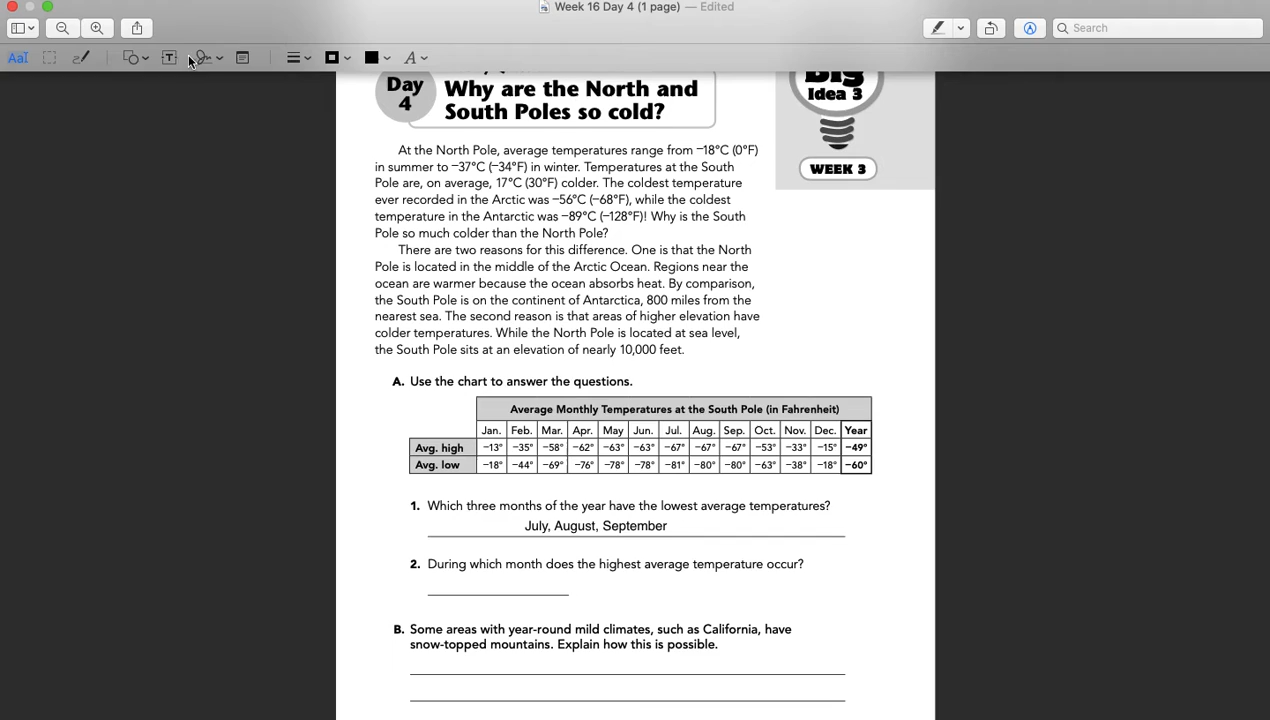 Week 16 Day 4 (1 page) — Edited
Search
AaI
T
A
Day
4
Why are the North and
South Poles so cold?
Big
Idea 3
WEEK 3
At the North Pole, average temperatures range from −18°C (0°F)
in summer to −37°C (−34°F) in winter. Temperatures at the South
Pole are, on average, 17°C (30°F) colder. The coldest temperature
ever recorded in the Arctic was −56°C (−68°F), while the coldest
temperature in the Antarctic was −89°C (−128°F)! Why is the South
Pole so much colder than the North Pole?
There are two reasons for this difference. One is that the North
Pole is located in the middle of the Arctic Ocean. Regions near the
ocean are warmer because the ocean absorbs heat. By comparison,
the South Pole is on the continent of Antarctica, 800 miles from the
nearest sea. The second reason is that areas of higher elevation have
colder temperatures. While the North Pole is located at sea level,
the South Pole sits at an elevation of nearly 10,000 feet.
A. Use the chart to answer the questions.
Average Monthly Temperatures at the South Pole (in Fahrenheit)
Jan. Feb. Mar. Apr. May Jun. Jul. Aug. Sep. Oct. Nov. Dec. Year
Avg. high −13° −35° −58° −62° −63° −63° −67° −67° −67° −53° −33° −15° −49°
Avg. low −18° −44° −69° −76° −78° −78° −81° −80° −80° −63° −38° −18° −60°
1. Which three months of the year have the lowest average temperatures?
July, August, September
2. During which month does the highest average temperature occur?
B. Some areas with year-round mild climates, such as California, have
snow-topped mountains. Explain how this is possible.